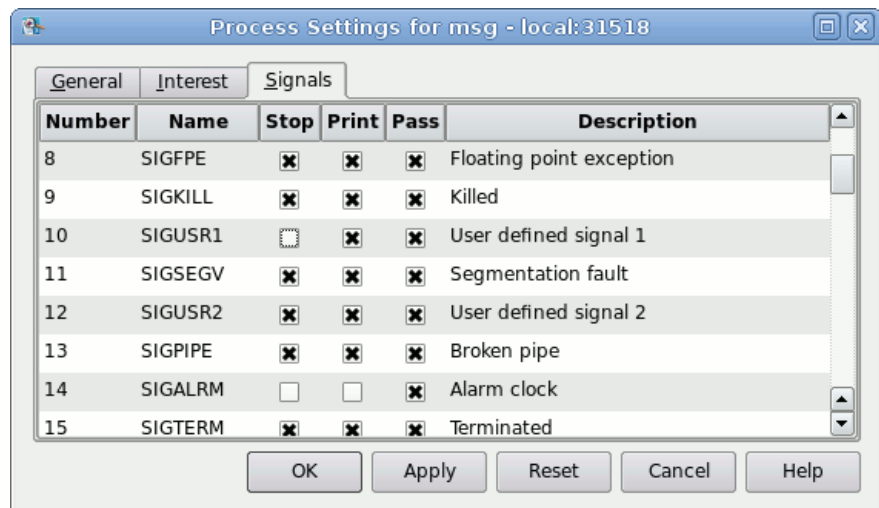 Process Settings for msg - local:31518
General Interest Signals
Number Name Stop Print Pass Description
8 SIGFPE Floating point exception
9 SIGKILL Killed
10 SIGUSR1 User defined signal 1
11 SIGSEGV Segmentation fault
12 SIGUSR2 User defined signal 2
13 SIGPIPE Broken pipe
14 SIGALRM Alarm clock
15 SIGTERM Terminated
OK Apply Reset Cancel Help